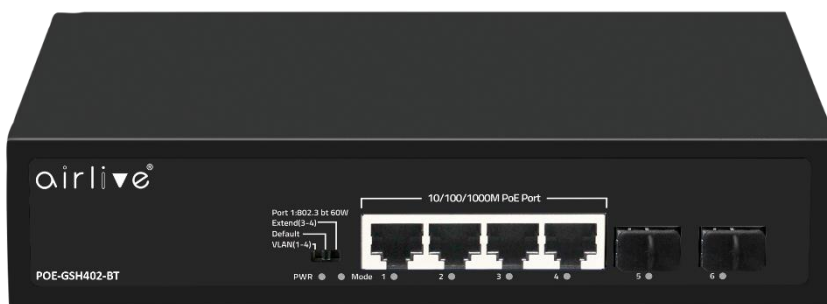 airlive®
10/100/1000M PoE Port
Port 1:802.3 bt 60W
Extend(3-4)
Default
VLAN(1-4)
POE-GSH402-BT
PWR Mode 1 2 3 4 5 6